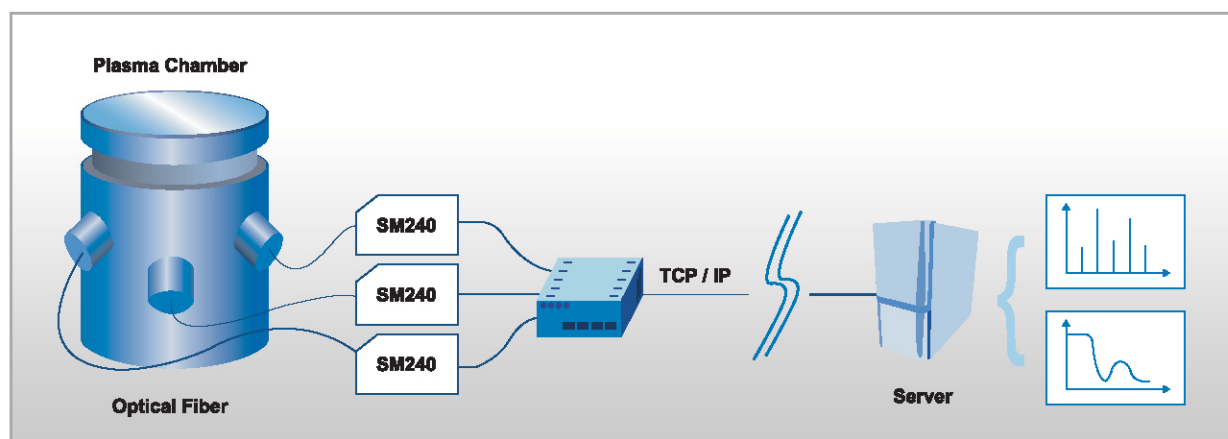 Plasma Chamber
SM240
SM240
SM240
TCP / IP
Optical Fiber
Server